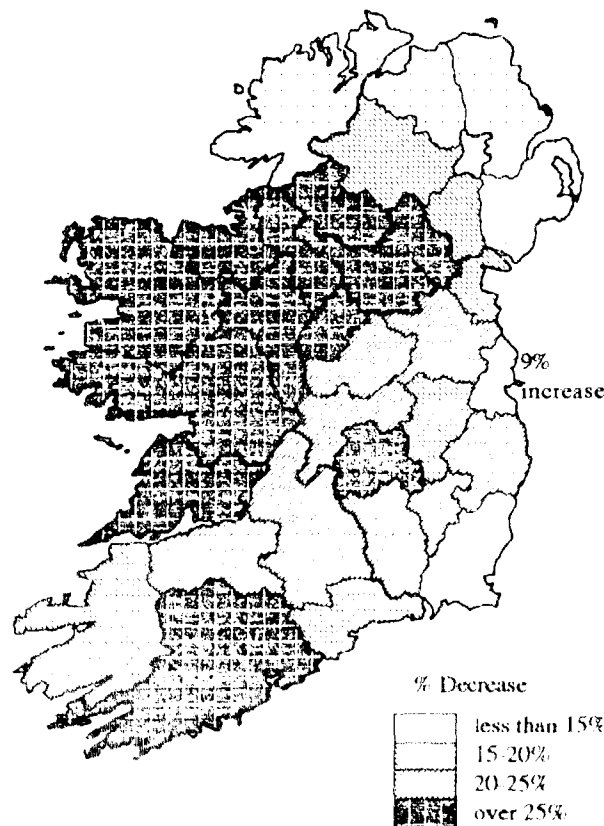 9%
increase
% Decrease
less than 15%
15-20%
20-25%
over 25%